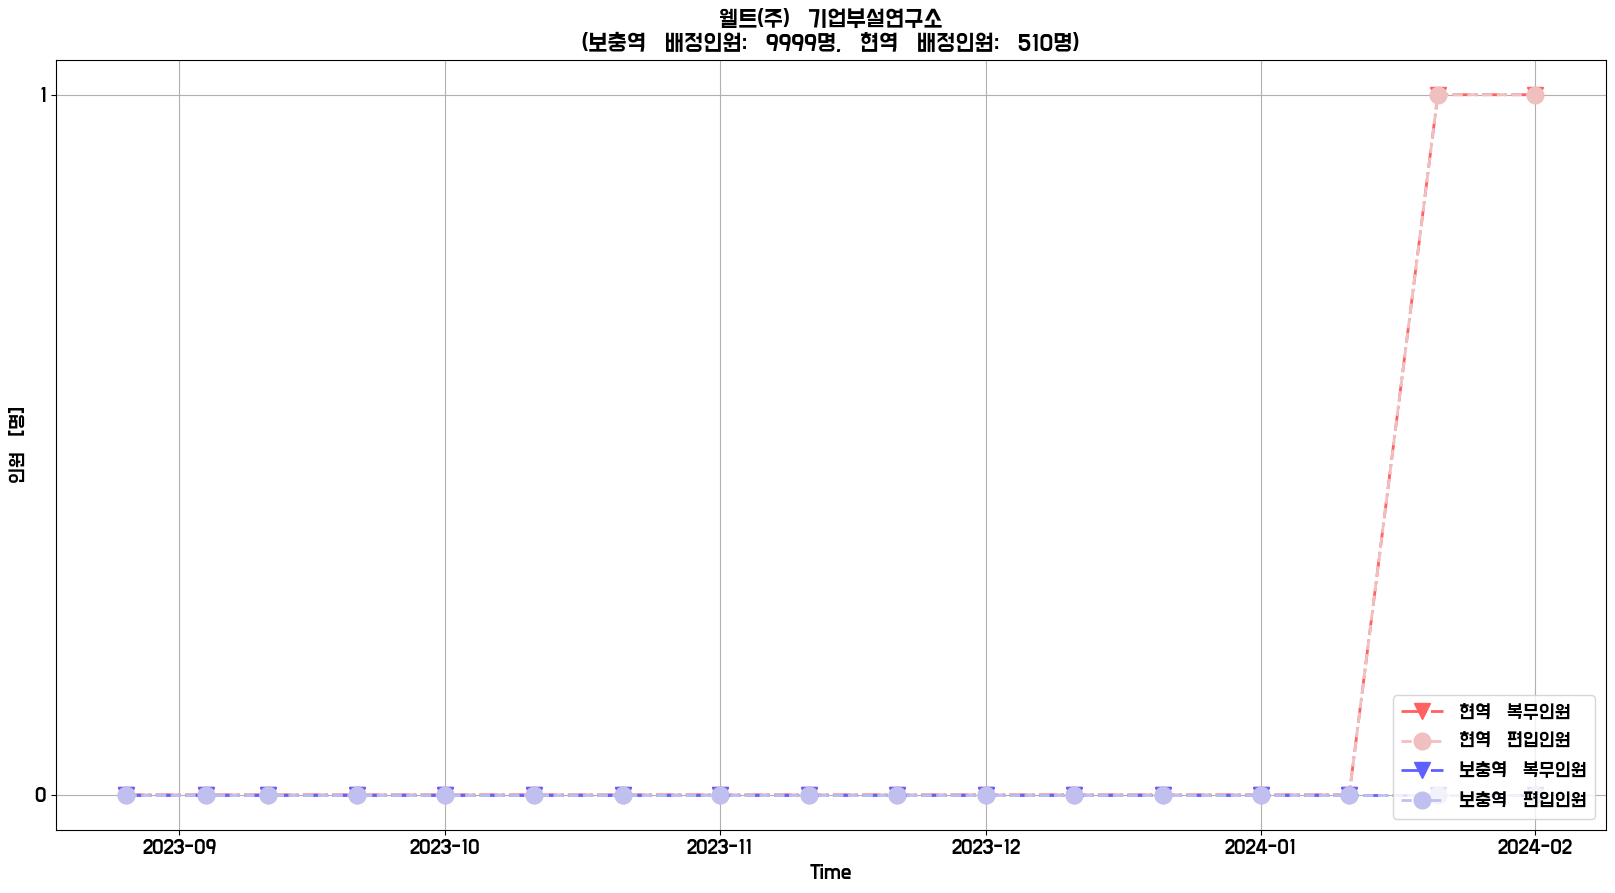 웰트(주) 기업부설연구소
(보충역 배정인원: 9999명, 현역 배정인원: 510명)
인원 [명]
1
0
현역 복무인원
현역 편입인원
보충역 복무인원
보충역 편입인원
2023-09 2023-10 2023-11 2023-12 2024-01 2024-02
Time